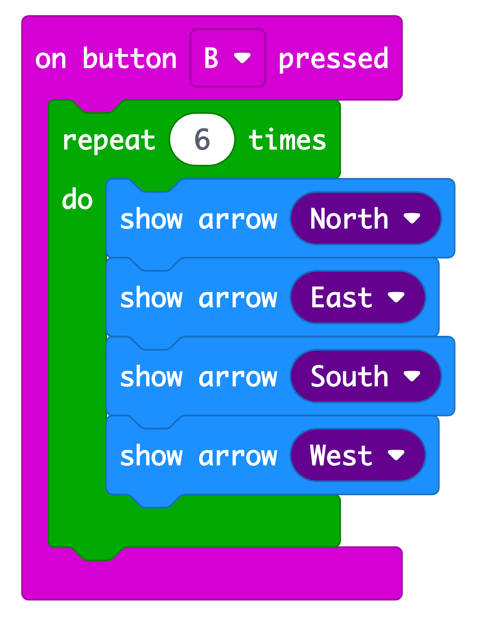 on button B pressed
repeat 6 times
do
show arrow North
show arrow East
show arrow South
show arrow West